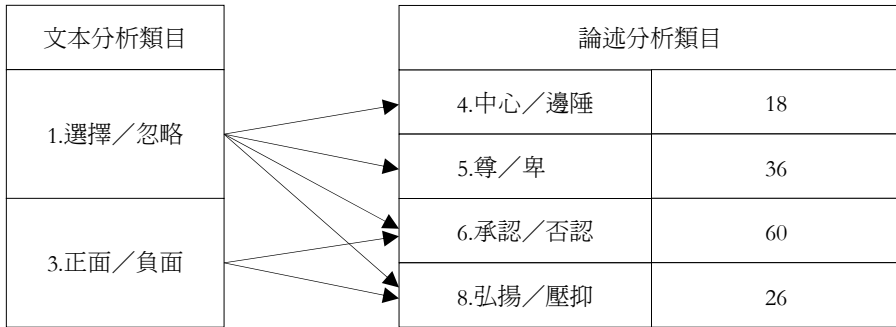 文本分析類目
論述分析類目
1.選擇／忽略
4.中心／邊陲
18
5.尊／卑
36
3.正面／負面
6.承認／否認
60
8.弘揚／壓抑
26